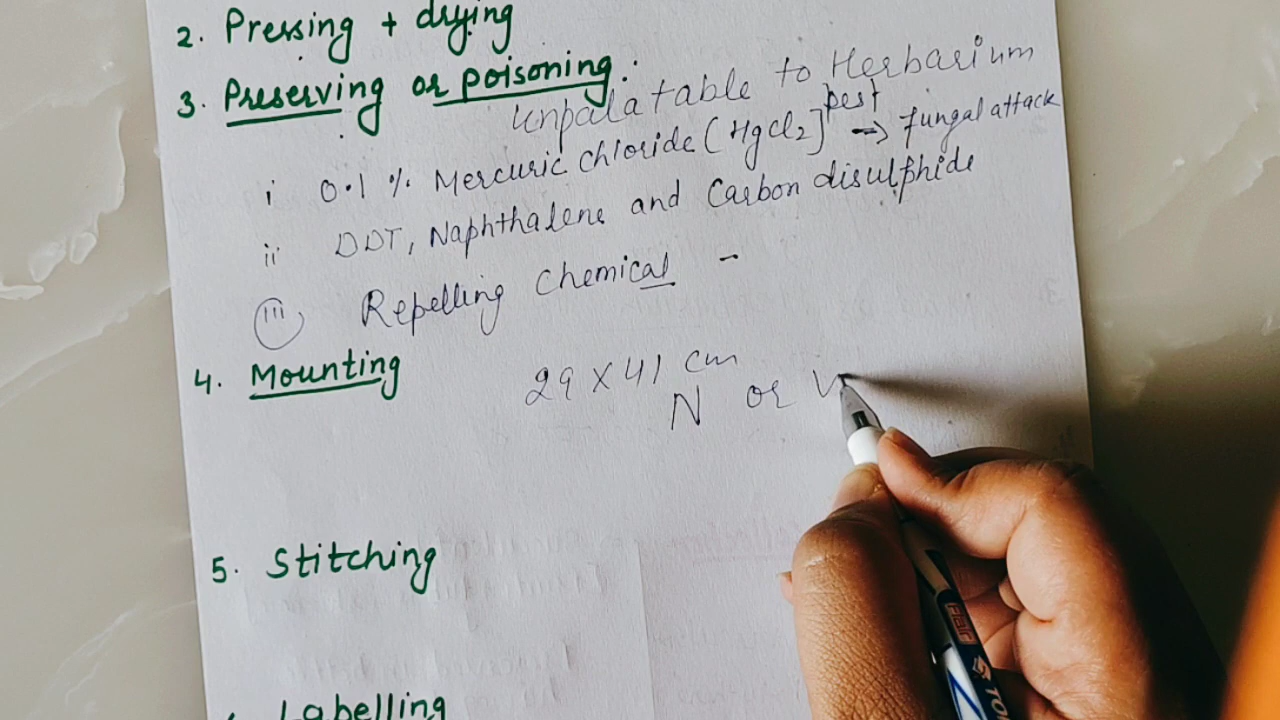 2. Pressing + drying
3. Preserving or poisoning.
Unpalatable to Herbarium
pest
i 0.1 % Mercuric chloride (HgCl2] → fungal attack
ii DDT, Naphthalene and Carbon disulphide
iii Repelling Chemical -
4. Mounting 29 X 41 cm
N or V
5. Stitching
Labelling
Flair